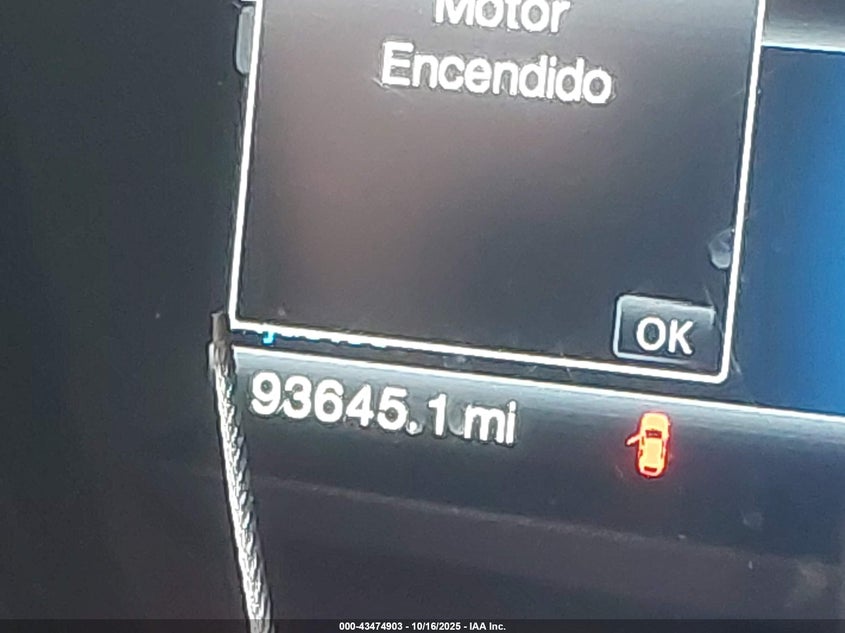 Motor
Encendido
OK
93645.1 mi
000-43474903 - 10/16/2025 - IAA Inc.